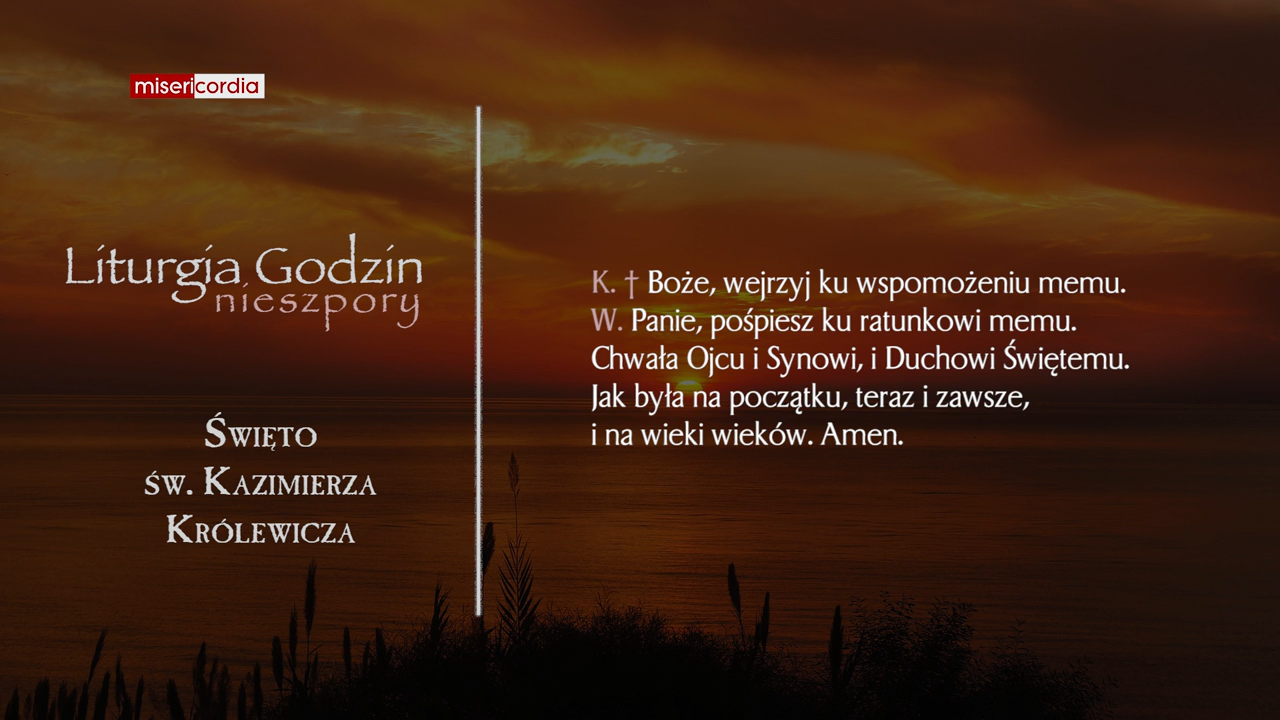 misericordia
Liturgia Godzin
nieszpory
Święto
św. Kazimierza
Królewicza
K. † Boże, wejrzyj ku wspomożeniu memu.
W. Panie, pośpiesz ku ratunkowi memu.
Chwała Ojcu i Synowi, i Duchowi Świętemu.
Jak była na początku, teraz i zawsze,
i na wieki wieków. Amen.